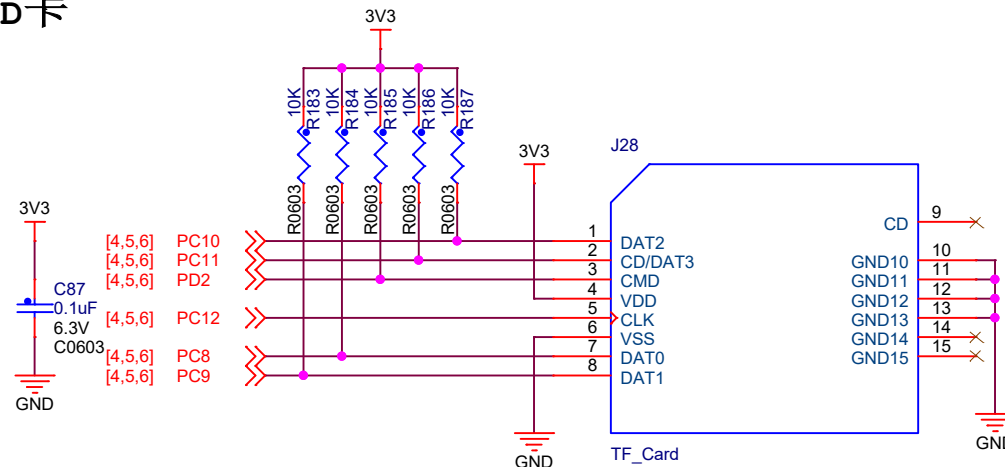 D卡
3V3
10K
R183
10K
R184
10K
R185
10K
R186
10K
R187
R0603
R0603
R0603
R0603
R0603
3V3
J28
3V3
C87
0.1uF
6.3V
C0603
GND
[4,5,6] PC10
[4,5,6] PC11
[4,5,6] PD2
[4,5,6] PC12
[4,5,6] PC8
[4,5,6] PC9
1 DAT2
2 CD/DAT3
3 CMD
4 VDD
5 CLK
6 VSS
7 DAT0
8 DAT1
CD 9
GND10 10
GND11 11
GND12 12
GND13 13
GND14 14
GND15 15
GND
TF_Card
GND